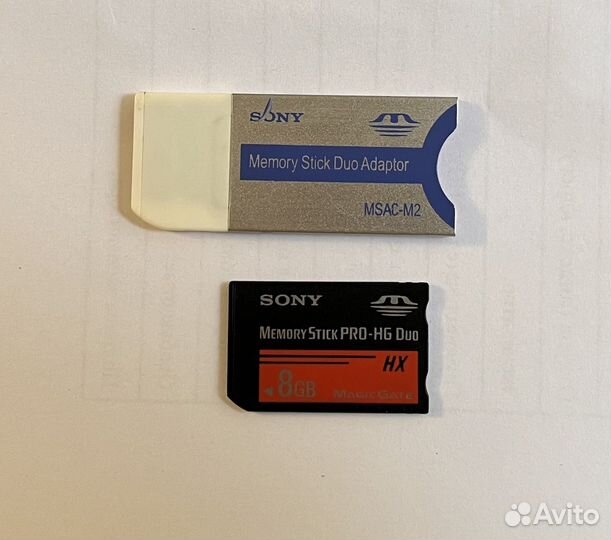 SONY
Memory Stick Duo Adaptor
MSAC-M2
SONY
MEMORY STICK PRO-HG DUO
HX
8GB MAGICGATE
Avito